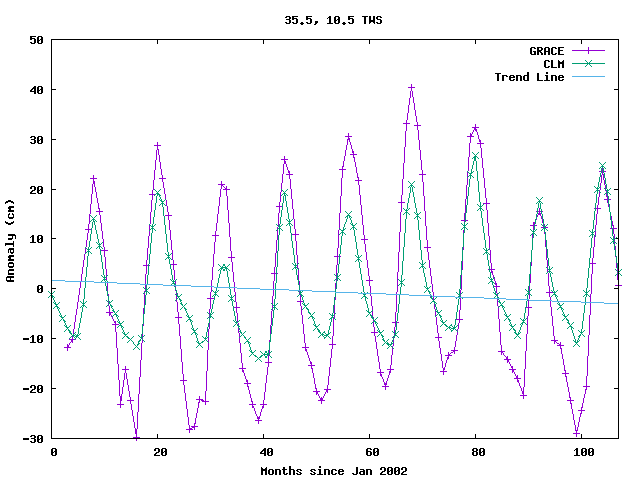 35.5, 10.5 TWS
GRACE
CLM
Trend Line
50
40
30
20
10
0
-10
-20
-30
Anomaly (cm)
0 20 40 60 80 100
Months since Jan 2002